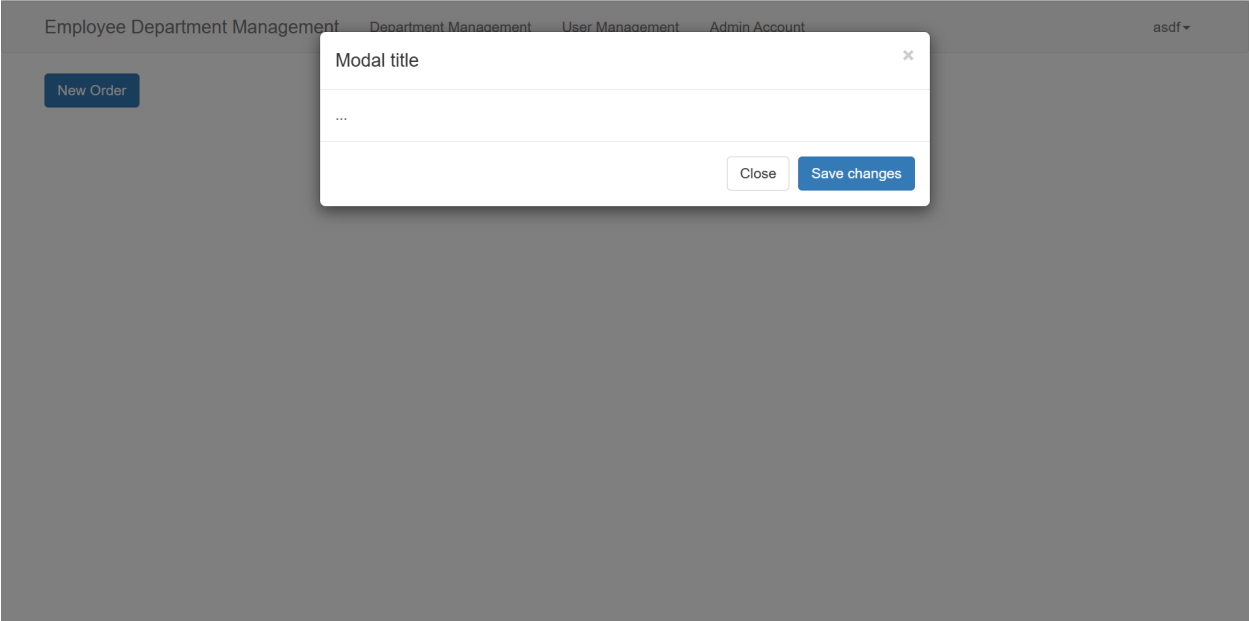 Employee Department Management Department Management User Management Admin Account asdf
Modal title ×
New Order
...
Close Save changes